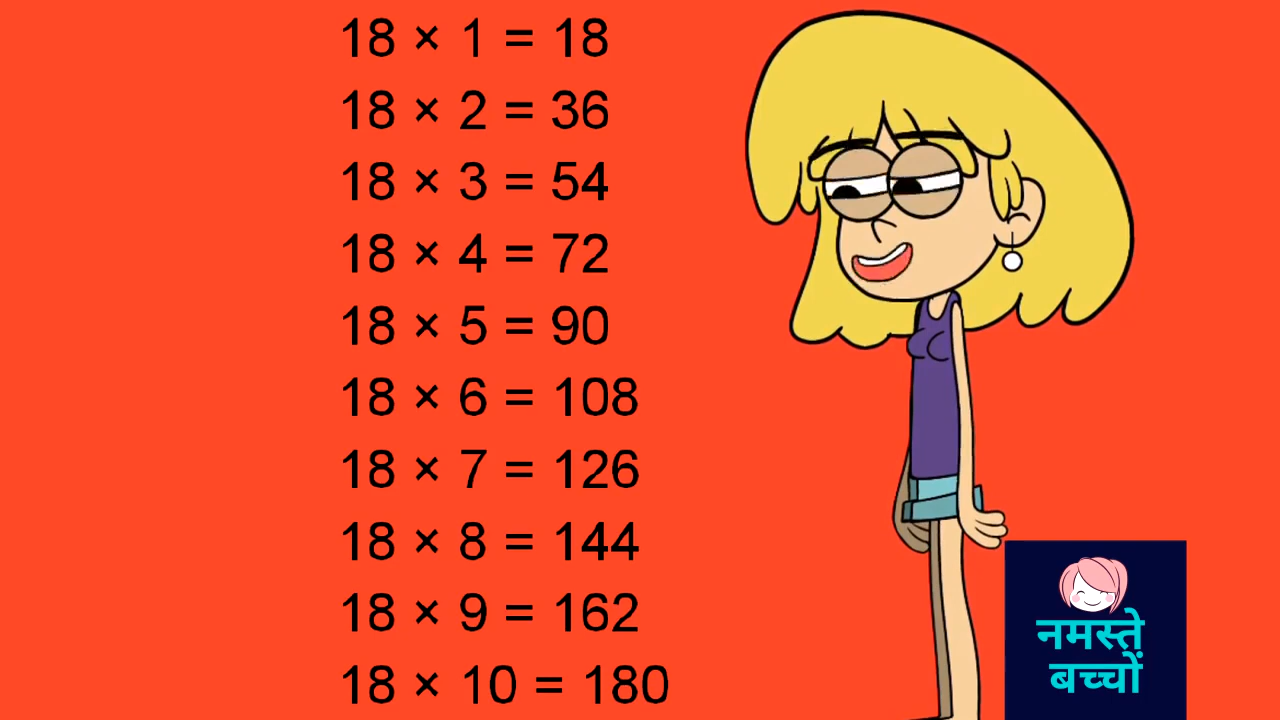 18 × 1 = 18
18 × 2 = 36
18 × 3 = 54
18 × 4 = 72
18 × 5 = 90
18 × 6 = 108
18 × 7 = 126
18 × 8 = 144
18 × 9 = 162
18 × 10 = 180
नमस्ते
बच्चों